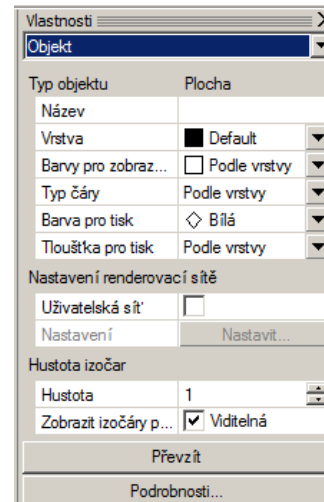 Vlastnosti
Objekt
Typ objektu Plocha
Název
Vrstva Default
Barvy pro zobraz... Podle vrstvy
Typ čáry Podle vrstvy
Barva pro tisk Bílá
Tloušťka pro tisk Podle vrstvy
Nastavení renderovací sítě
Uživatelská síť
Nastavení Nastavit...
Hustota izočar
Hustota 1
Zobrazit izočáry p... Viditelná
Převzít
Podrobnosti...